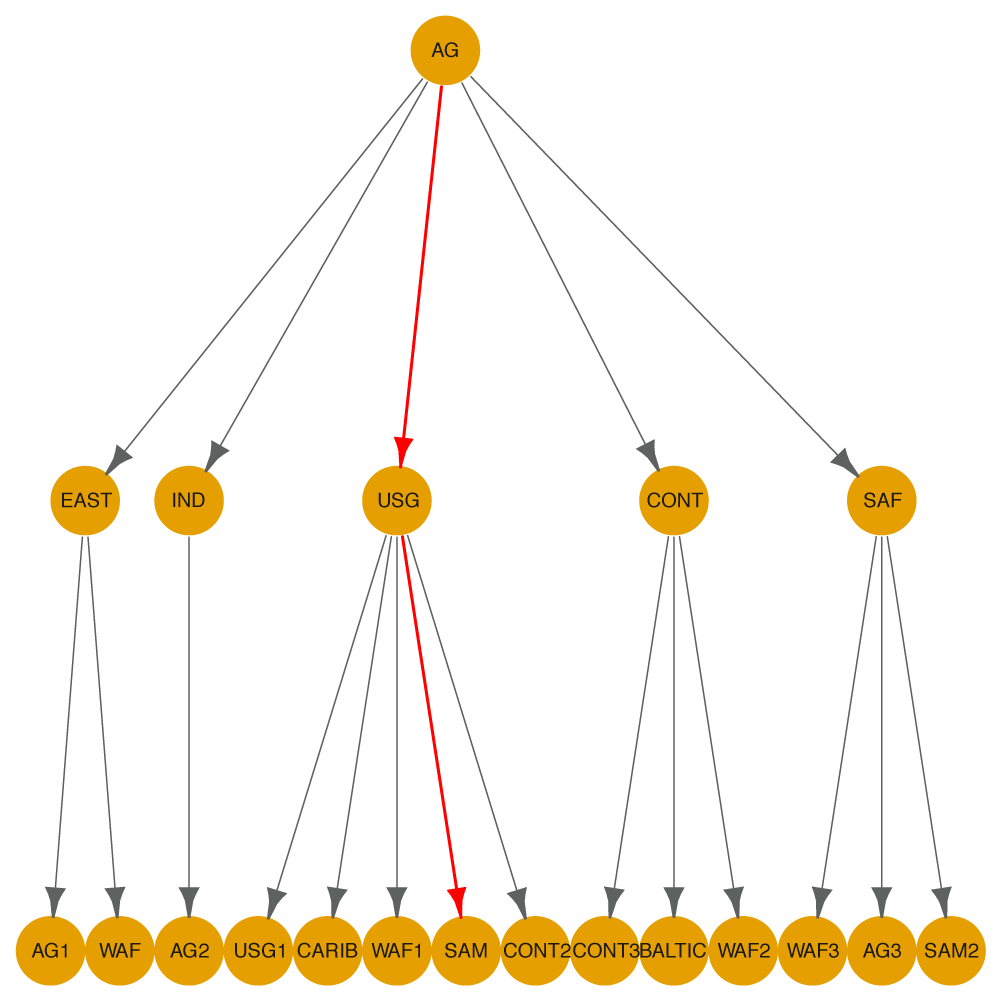 AG
EAST
IND
USG
CONT
SAF
AG1
WAF
AG2
USG1
CARIB
WAF1
SAM
CONT2
CONT3
BALTIC
WAF2
WAF3
AG3
SAM2